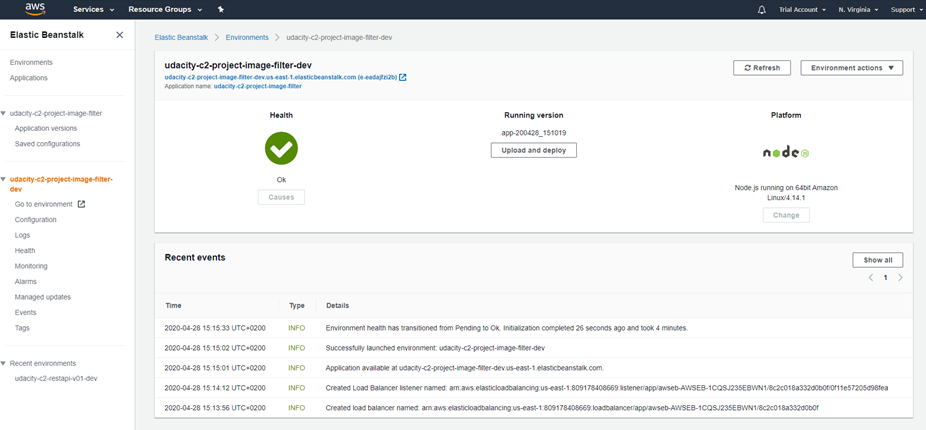 aws
Services
Resource Groups
Trial Account
N. Virginia
Support
Elastic Beanstalk
Environments
Applications
udacity-c2-project-image-filter
Application versions
Saved configurations
udacity-c2-project-image-filter-
dev
Go to environment
Configuration
Logs
Health
Monitoring
Alarms
Managed updates
Events
Tags
Recent environments
udacity-c2-restapi-v01-dev
Elastic Beanstalk > Environments > udacity-c2-project-image-filter-dev
udacity-c2-project-image-filter-dev
udacity-c2-project-image-filter-dev.us-east-1.elasticbeanstalk.com (e-eadajfzi2b)
Application name: udacity-c2-project-image-filter
Refresh
Environment actions
Health
Ok
Causes
Running version
app-200428_151019
Upload and deploy
Platform
node
Node.js running on 64bit Amazon
Linux/4.14.1
Change
Recent events
Show all
1
Time Type Details
2020-04-28 15:15:33 UTC+0200 INFO Environment health has transitioned from Pending to Ok. Initialization completed 26 seconds ago and took 4 minutes.
2020-04-28 15:15:02 UTC+0200 INFO Successfully launched environment: udacity-c2-project-image-filter-dev
2020-04-28 15:15:01 UTC+0200 INFO Application available at udacity-c2-project-image-filter-dev.us-east-1.elasticbeanstalk.com.
2020-04-28 15:14:12 UTC+0200 INFO Created Load Balancer listener named: arn:aws:elasticloadbalancing:us-east-1:809178408669:listener/app/awseb-AWSEB-1CQSJ235EBWN1/8c2c018a332d0b0f/0f11e57205d98fea
2020-04-28 15:13:56 UTC+0200 INFO Created load balancer named: arn:aws:elasticloadbalancing:us-east-1:809178408669:loadbalancer/app/awseb-AWSEB-1CQSJ235EBWN1/8c2c018a332d0b0f